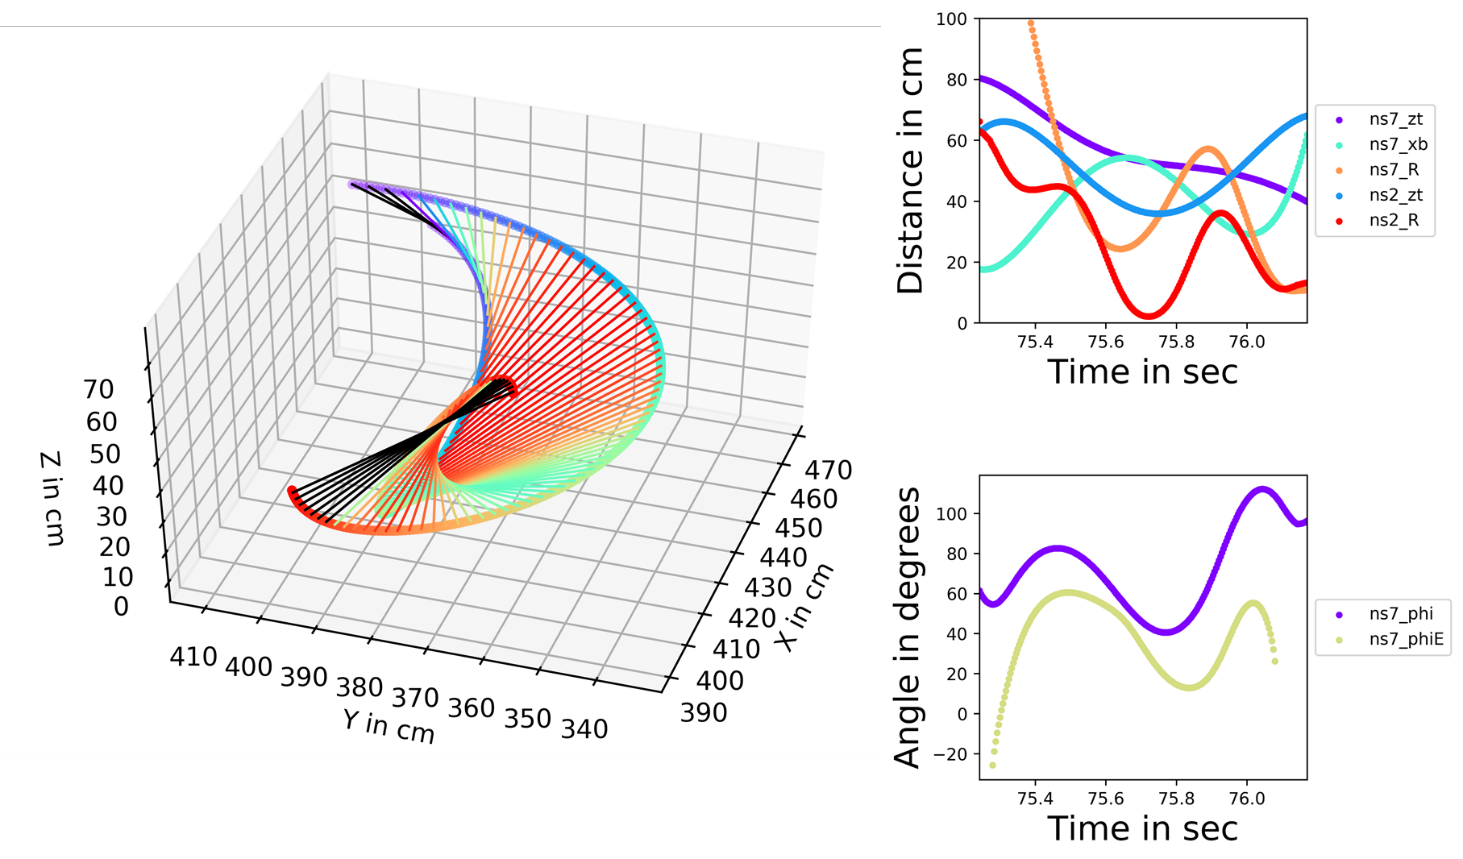 70
60
50
40
30
20
10
0
Z in cm
410
400
390
380
370
360
350
340
Y in cm
470
460
450
440
430
420
410
400
390
X in cm
100
80
60
40
20
0
Distance in cm
75.4 75.6 75.8 76.0
Time in sec
ns7_zt
ns7_xb
ns7_R
ns2_zt
ns2_R
100
80
60
40
20
0
−20
Angle in degrees
75.4 75.6 75.8 76.0
Time in sec
ns7_phi
ns7_phiE